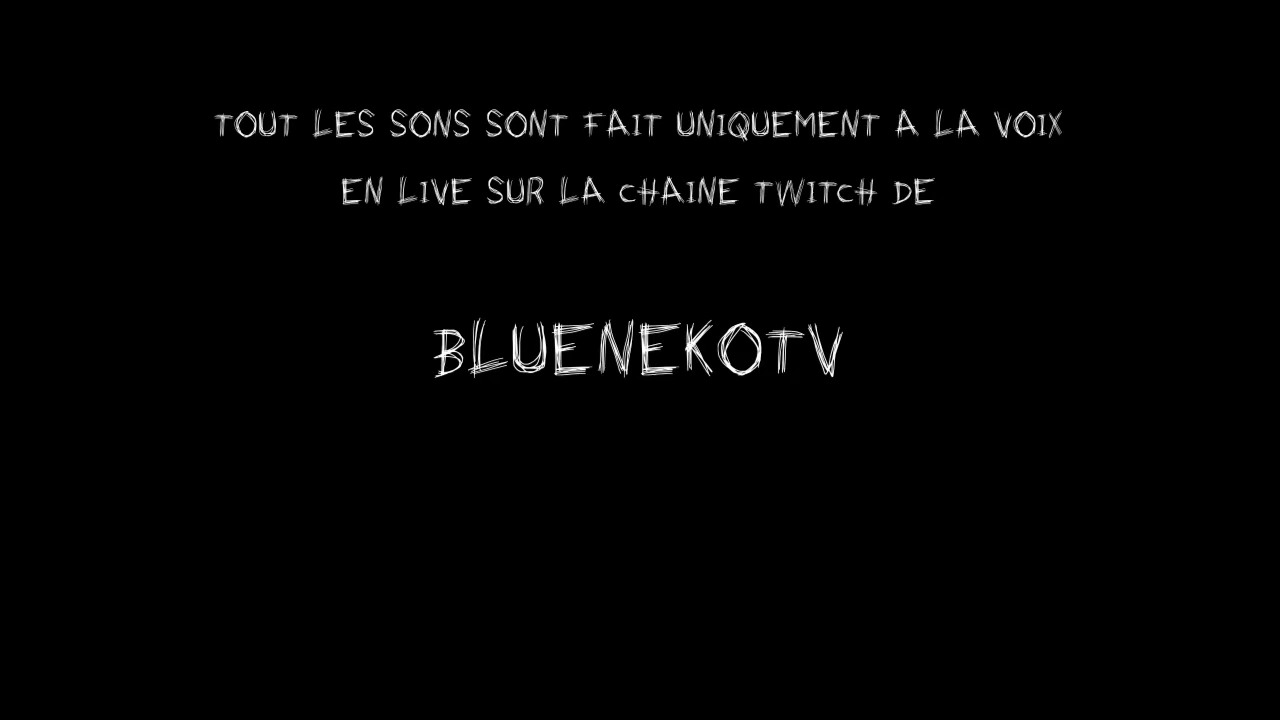 TOUT LES SONS SONT FAIT UNIQUEMENT A LA VOIX
EN LIVE SUR LA CHAINE TWITCH DE
BLUENEKOTV